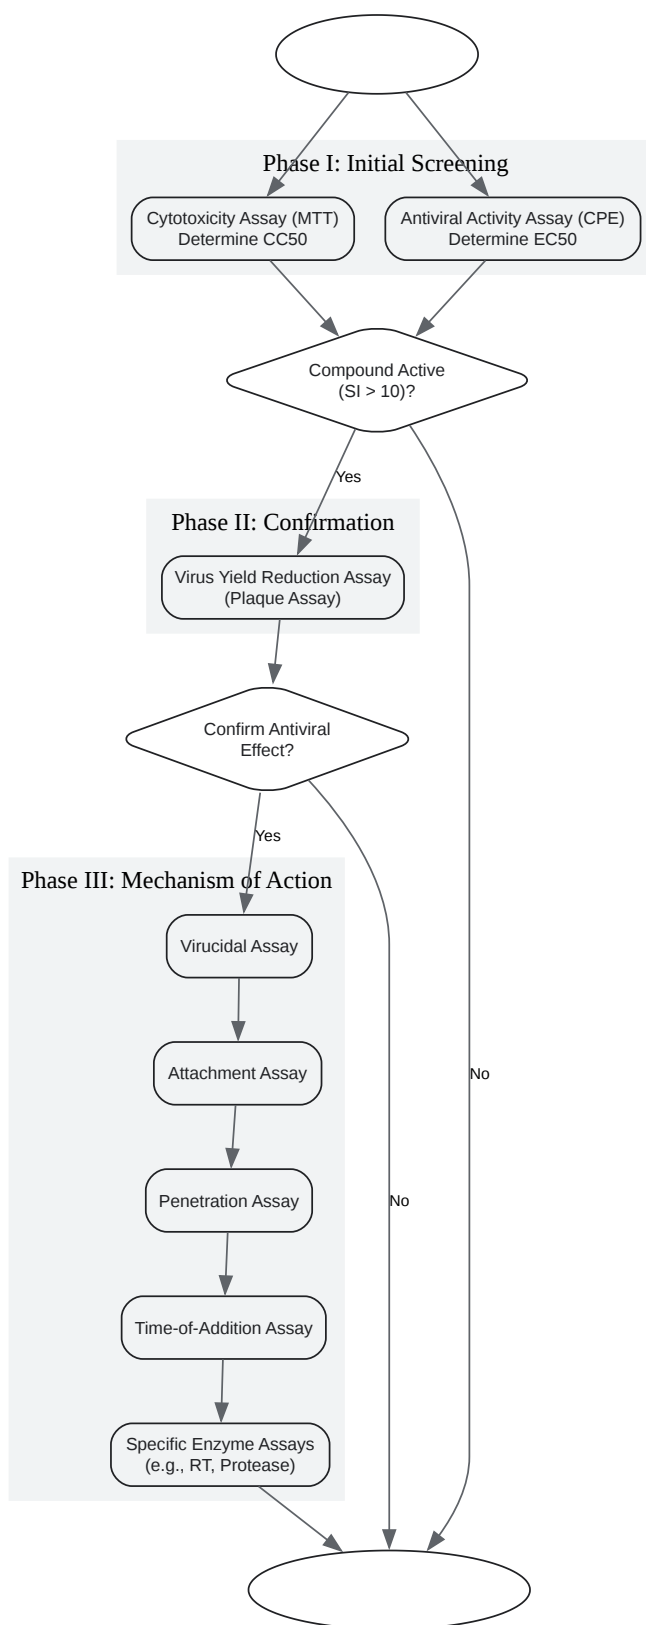 Phase I: Initial Screening
Cytotoxicity Assay (MTT)
Determine CC50
Antiviral Activity Assay (CPE)
Determine EC50
Compound Active
(SI > 10)?
Yes
Phase II: Confirmation
Virus Yield Reduction Assay
(Plaque Assay)
Confirm Antiviral
Effect?
Yes
Phase III: Mechanism of Action
Virucidal Assay
Attachment Assay
No
Penetration Assay
No
Time-of-Addition Assay
Specific Enzyme Assays
(e.g., RT, Protease)